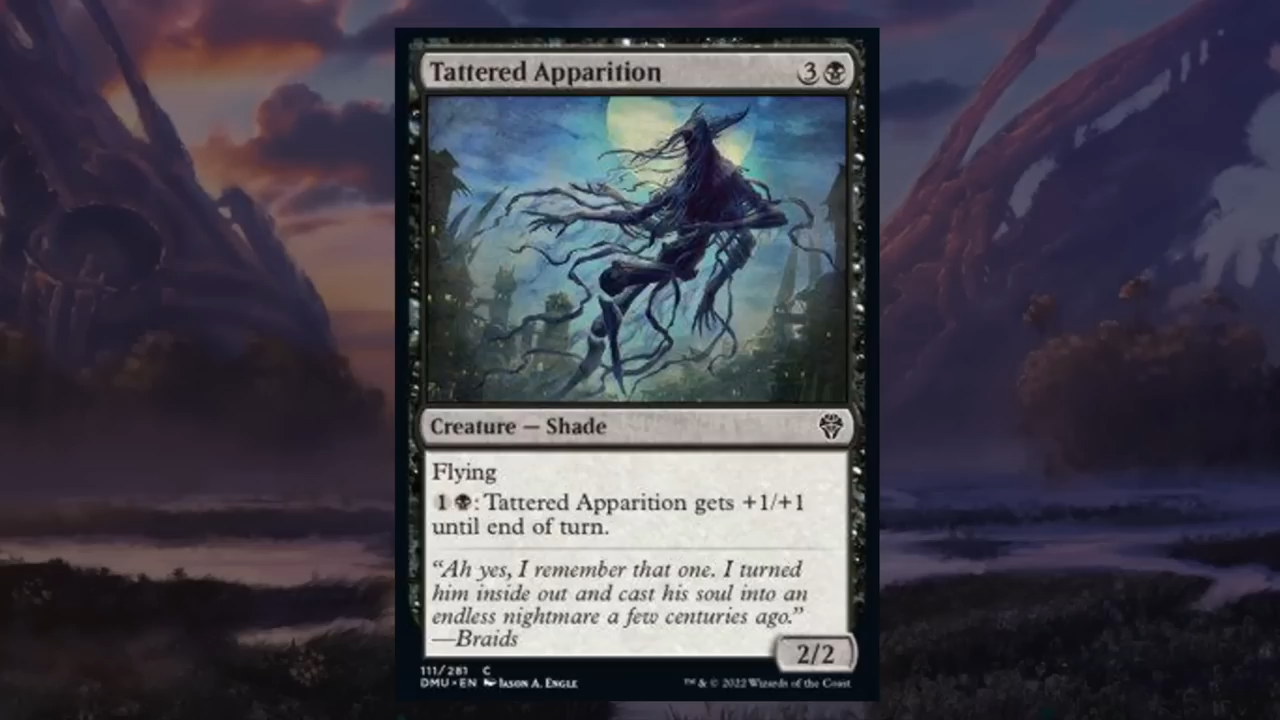 Tattered Apparition 3
Creature — Shade
Flying
1 : Tattered Apparition gets +1/+1
until end of turn.
“Ah yes, I remember that one. I turned
him inside out and cast his soul into an
endless nightmare a few centuries ago.”
—Braids
2/2
111/281 C
DMU • EN Jason A. Engle
™ & © 2022 Wizards of the Coast